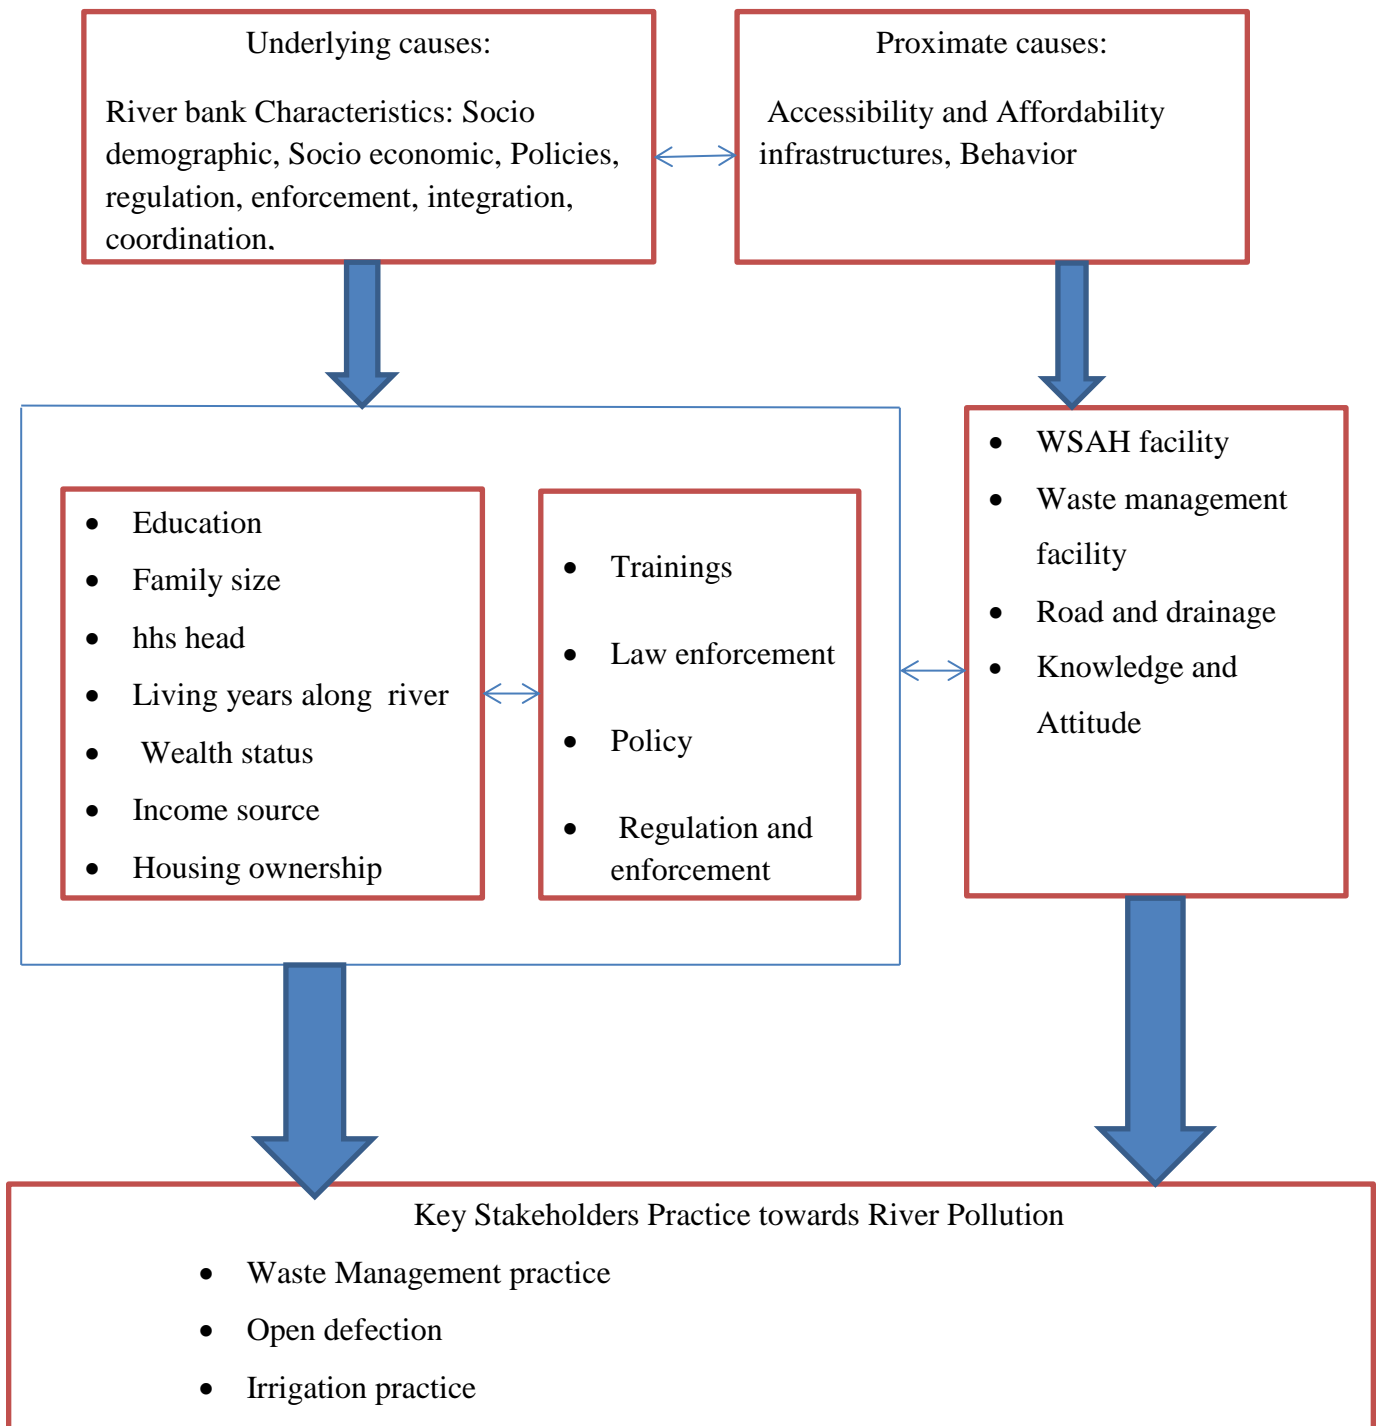 Underlying causes:
River bank Characteristics: Socio
demographic, Socio economic, Policies,
regulation, enforcement, integration,
coordination,
Proximate causes:
Accessibility and Affordability
infrastructures, Behavior
• Education
• Family size
• hhs head
• Living years along river
• Wealth status
• Income source
• Housing ownership
• Trainings
• Law enforcement
• Policy
• Regulation and
enforcement
• WSAH facility
• Waste management
facility
• Road and drainage
• Knowledge and
Attitude
Key Stakeholders Practice towards River Pollution
• Waste Management practice
• Open defection
• Irrigation practice